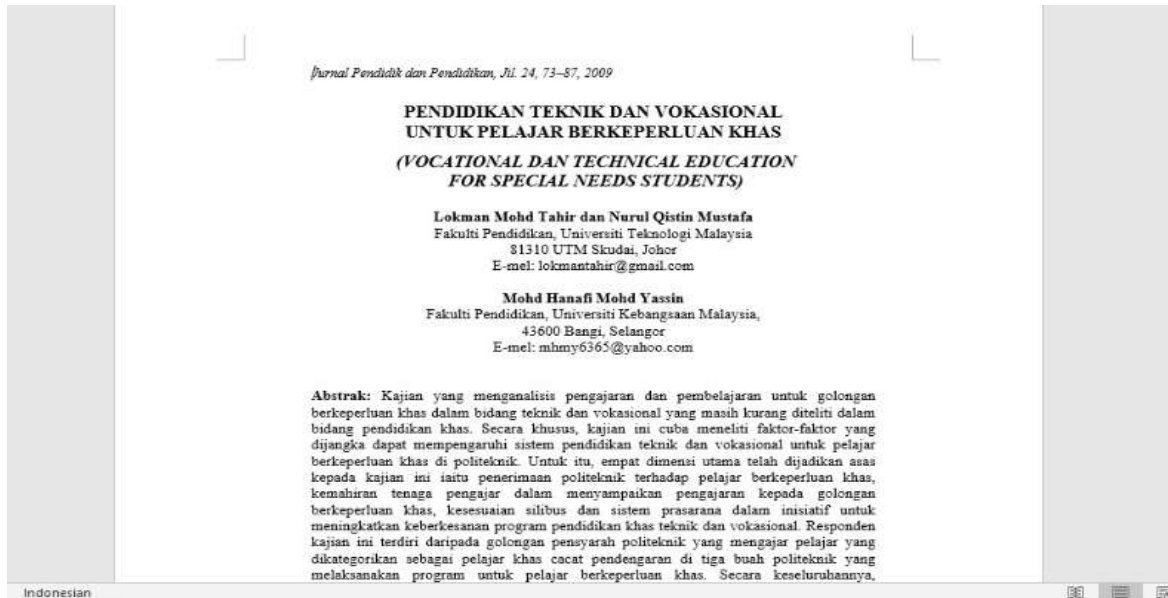 Jurnal Pendidik dan Pendidikan, Jil. 24, 73–87, 2009
PENDIDIKAN TEKNIK DAN VOKASIONAL
UNTUK PELAJAR BERKEPERLUAN KHAS
(VOCATIONAL DAN TECHNICAL EDUCATION
FOR SPECIAL NEEDS STUDENTS)
Lokman Mohd Tahir dan Nurul Qistin Mustafa
Fakulti Pendidikan, Universiti Teknologi Malaysia
81310 UTM Skudai, Johor
E-mel: lokmantahir@gmail.com
Mohd Hanafi Mohd Yassin
Fakulti Pendidikan, Universiti Kebangsaan Malaysia,
43600 Bangi, Selangor
E-mel: mhmy6365@yahoo.com
Abstrak: Kajian yang menganalisis pengajaran dan pembelajaran untuk golongan
berkeperluan khas dalam bidang teknik dan vokasional yang masih kurang diteliti dalam
bidang pendidikan khas. Secara khusus, kajian ini cuba meneliti faktor-faktor yang
dijangka dapat mempengaruhi sistem pendidikan teknik dan vokasional untuk pelajar
berkeperluan khas di politeknik. Untuk itu, empat dimensi utama telah dijadikan asas
kepada kajian ini iaitu penerimaan politeknik terhadap pelajar berkeperluan khas,
kemahiran tenaga pengajar dalam menyampaikan pengajaran kepada golongan
berkeperluan khas, kesesuaian silibus dan sistem prasarana dalam inisiatif untuk
meningkatkan keberkesanan program pendidikan khas teknik dan vokasional. Responden
kajian ini terdiri daripada golongan pensyarah politeknik yang mengajar pelajar yang
dikategorikan sebagai pelajar khas cacat pendengaran di tiga buah politeknik yang
melaksanakan program untuk pelajar berkeperluan khas. Secara keseluruhannya,
Indonesian